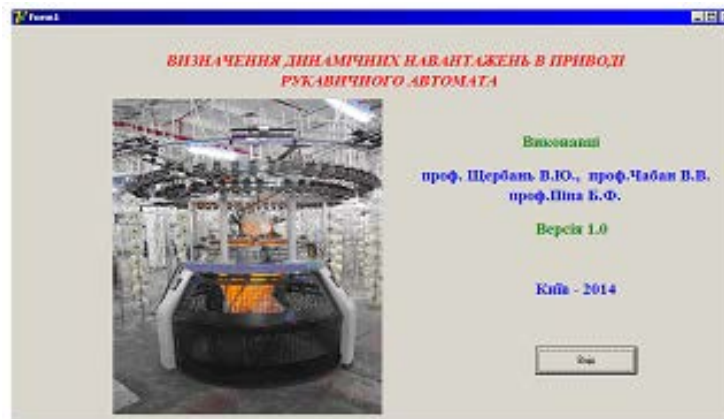 Form1
ВИЗНАЧЕННЯ ДИНАМІЧНИХ НАВАНТАЖЕНЬ В ПРИВОДІ
РУКАВИЧНОГО АВТОМАТА
Виконавці
проф. Щербань В.Ю., проф.Чабан В.В.
проф.Піпа Б.Ф.
Версія 1.0
Київ - 2014